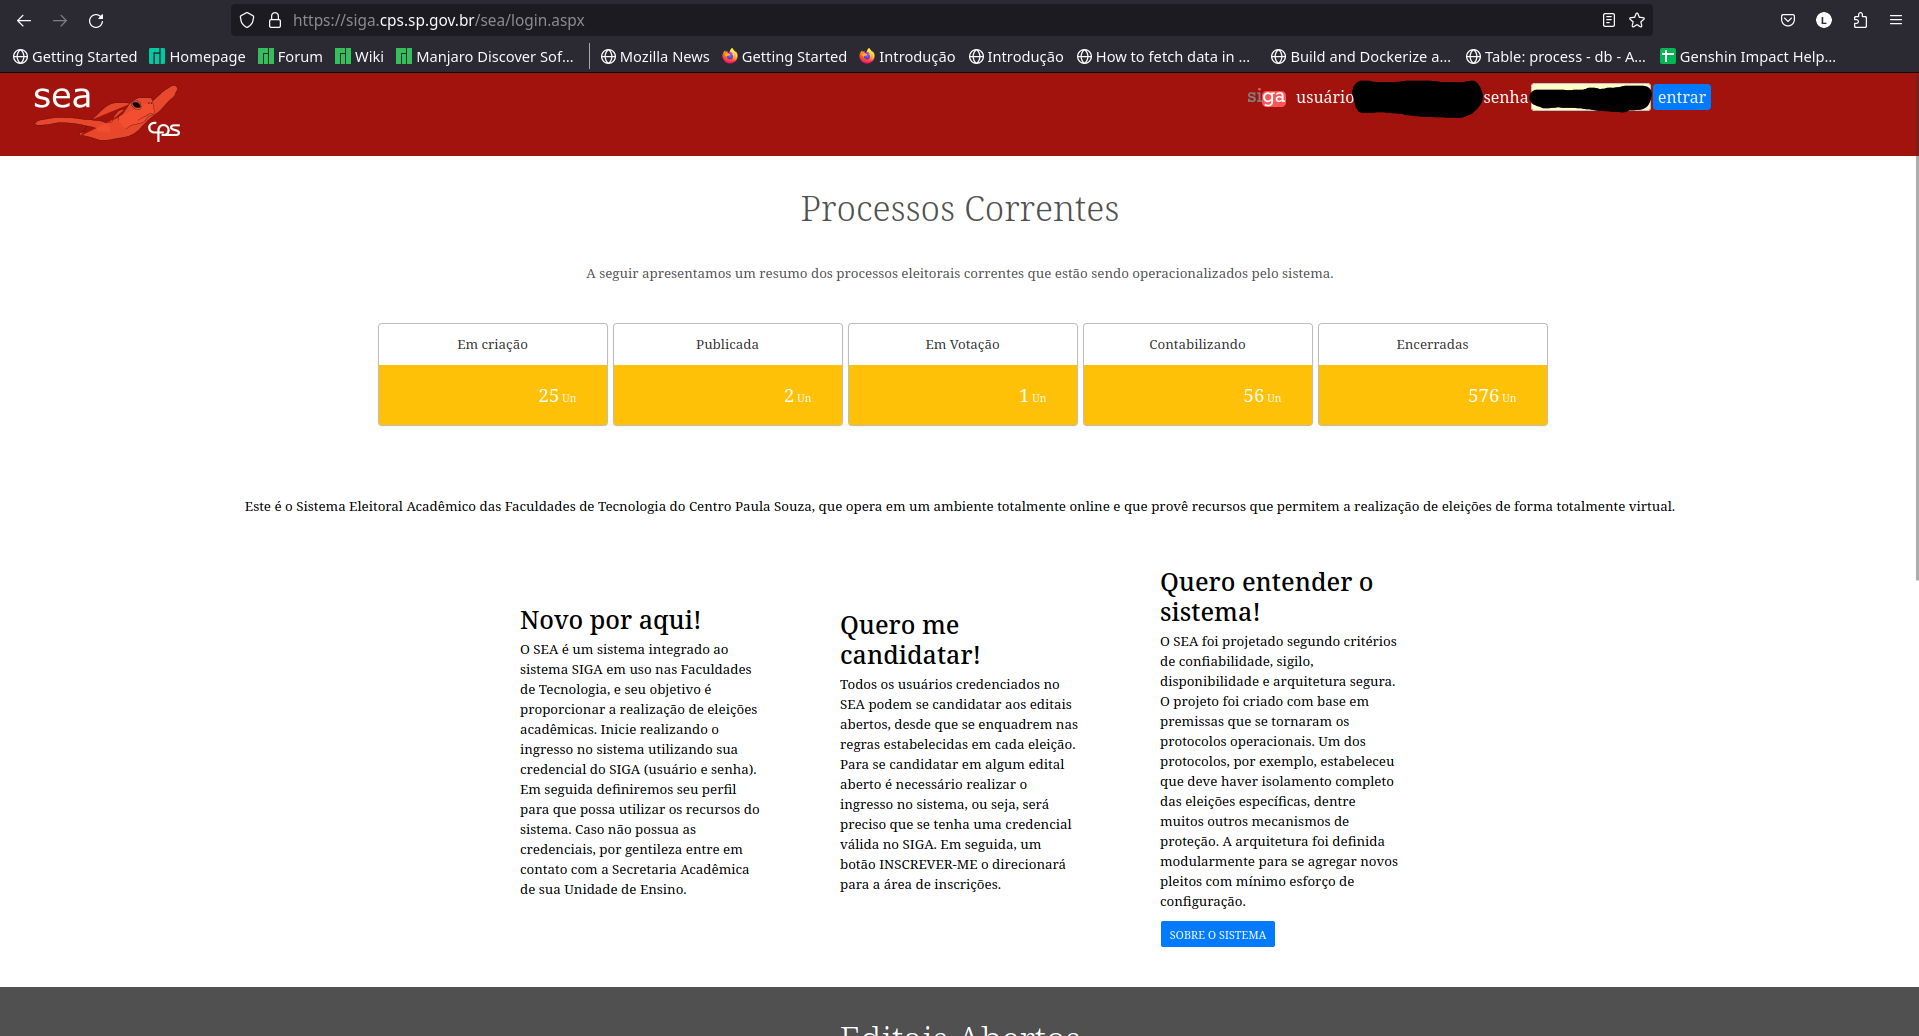 https://siga.cps.sp.gov.br/sea/login.aspx
L
Getting Started Homepage Forum Wiki Manjaro Discover Sof... Mozilla News Getting Started Introdução Introdução How to fetch data in ... Build and Dockerize a... Table: process - db - A... Genshin Impact Help...
sea
cps
siga usuário senha entrar
Processos Correntes
A seguir apresentamos um resumo dos processos eleitorais correntes que estão sendo operacionalizados pelo sistema.
Em criação Publicada Em Votação Contabilizando Encerradas
25 Un 2 Un 1 Un 56 Un 576 Un
Este é o Sistema Eleitoral Acadêmico das Faculdades de Tecnologia do Centro Paula Souza, que opera em um ambiente totalmente online e que provê recursos que permitem a realização de eleições de forma totalmente virtual.
Novo por aqui!
O SEA é um sistema integrado ao
sistema SIGA em uso nas Faculdades
de Tecnologia, e seu objetivo é
proporcionar a realização de eleições
acadêmicas. Inicie realizando o
ingresso no sistema utilizando sua
credencial do SIGA (usuário e senha).
Em seguida definiremos seu perfil
para que possa utilizar os recursos do
sistema. Caso não possua as
credenciais, por gentileza entre em
contato com a Secretaria Acadêmica
de sua Unidade de Ensino.
Quero me
candidatar!
Todos os usuários credenciados no
SEA podem se candidatar aos editais
abertos, desde que se enquadrem nas
regras estabelecidas em cada eleição.
Para se candidatar em algum edital
aberto é necessário realizar o
ingresso no sistema, ou seja, será
preciso que se tenha uma credencial
válida no SIGA. Em seguida, um
botão INSCREVER-ME o direcionará
para a área de inscrições.
Quero entender o
sistema!
O SEA foi projetado segundo critérios
de confiabilidade, sigilo,
disponibilidade e arquitetura segura.
O projeto foi criado com base em
premissas que se tornaram os
protocolos operacionais. Um dos
protocolos, por exemplo, estabeleceu
que deve haver isolamento completo
das eleições específicas, dentre
muitos outros mecanismos de
proteção. A arquitetura foi definida
modularmente para se agregar novos
pleitos com mínimo esforço de
configuração.
SOBRE O SISTEMA
Editais Abertos